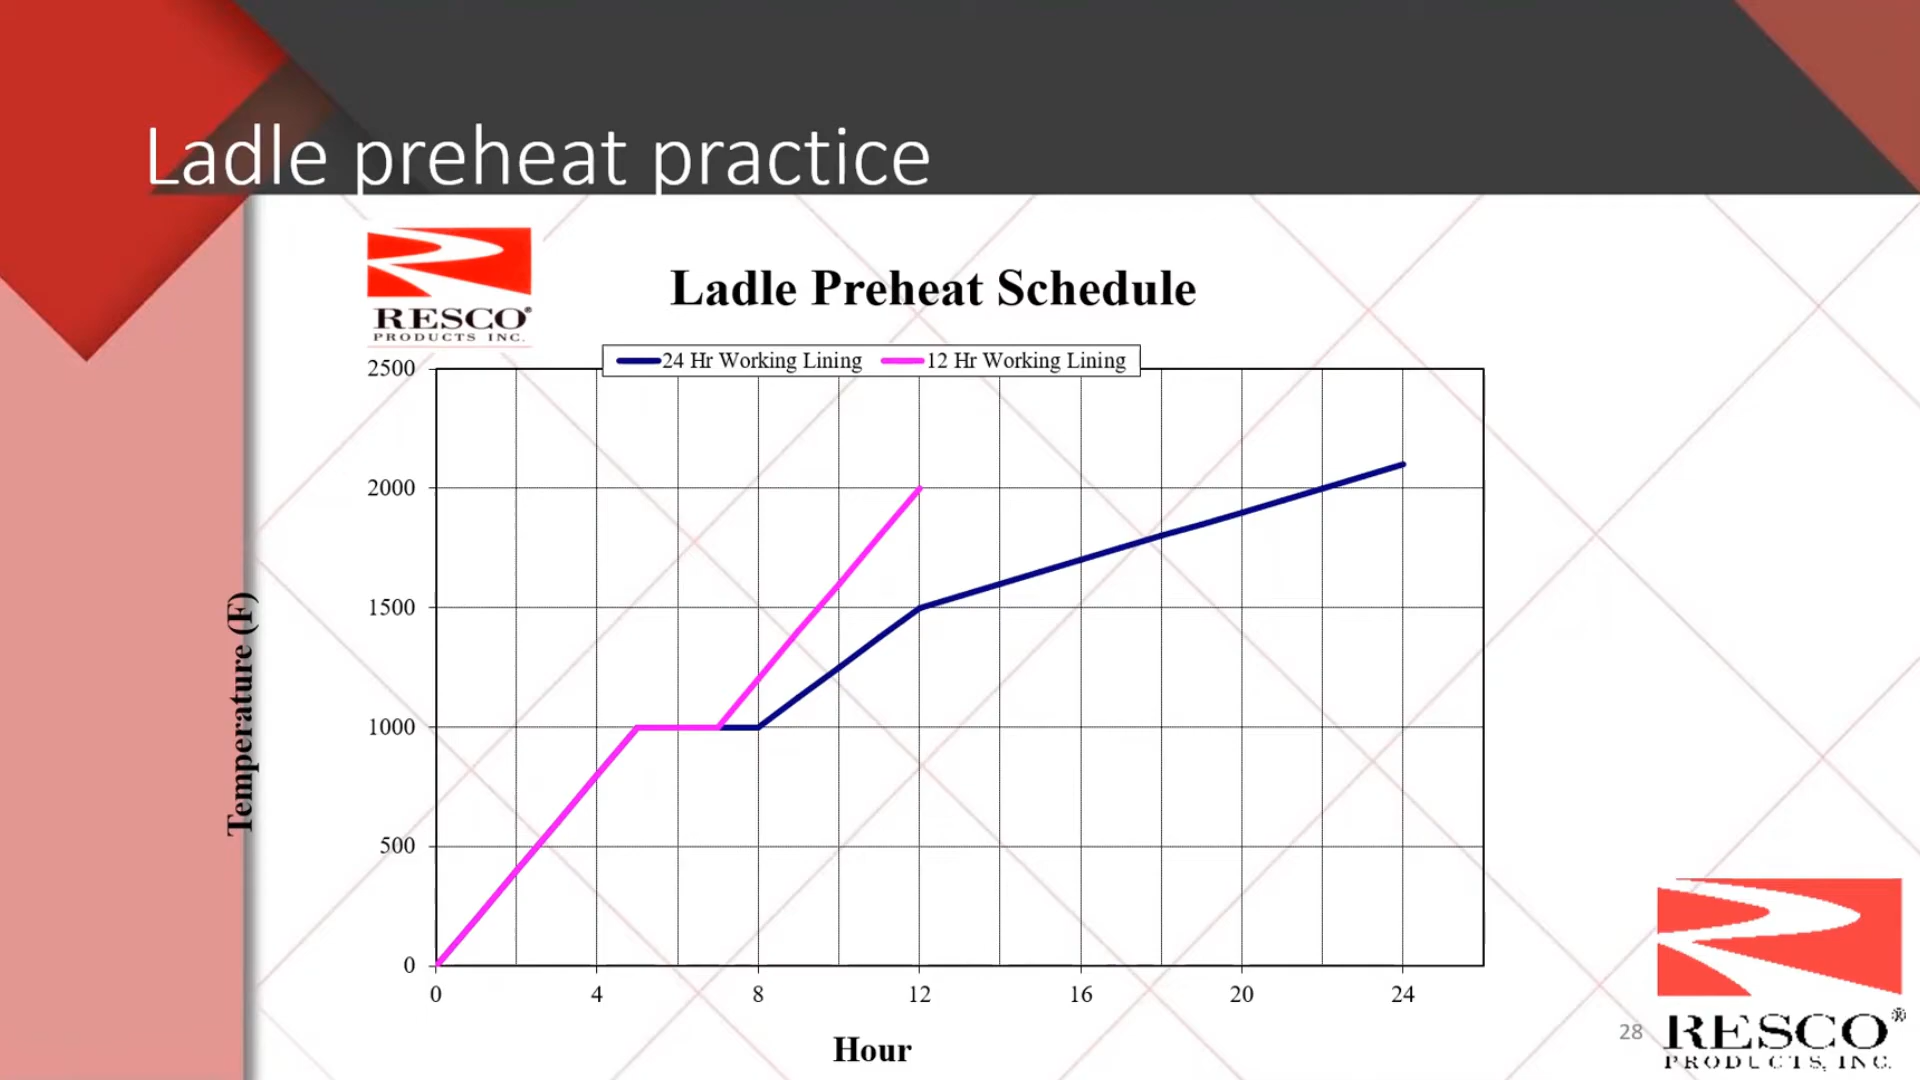 Ladle preheat practice
RESCO®
PRODUCTS INC.
Ladle Preheat Schedule
24 Hr Working Lining 12 Hr Working Lining
2500
2000
1500
1000
500
0
Temperature (F)
0 4 8 12 16 20 24
Hour
28
RESCO®
PRODUCTS, INC.